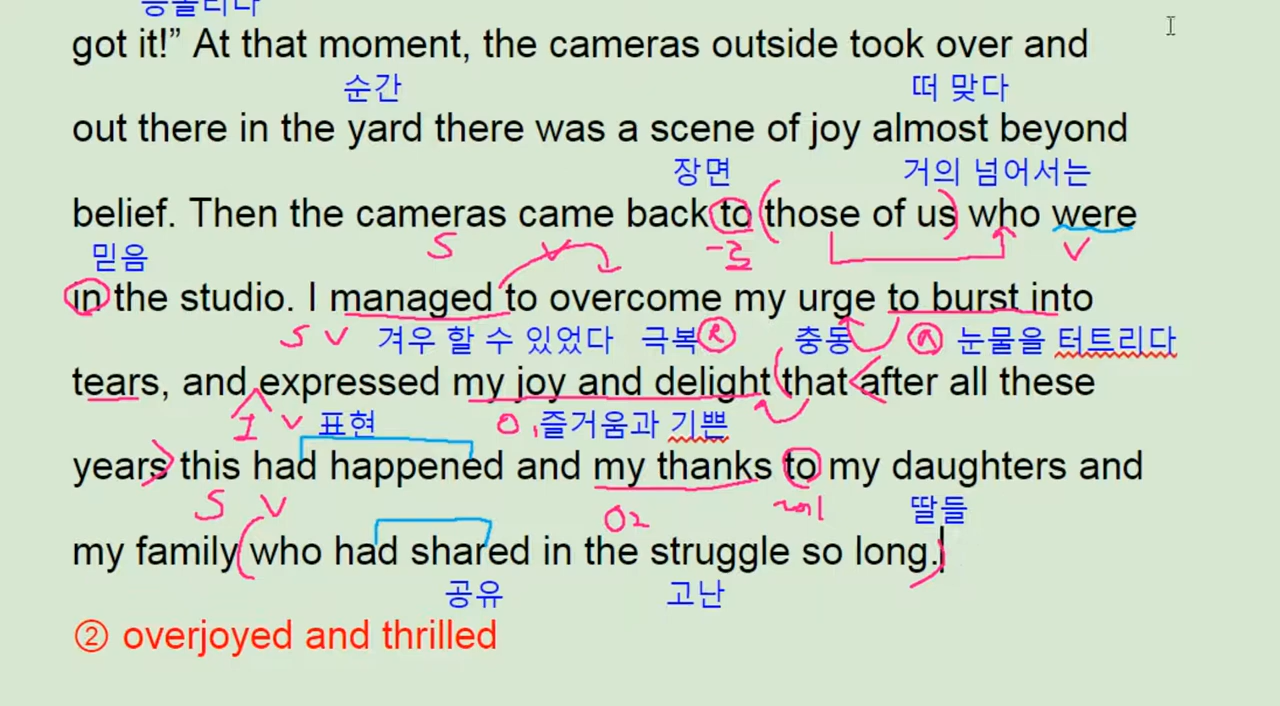 got it!” At that moment, the cameras outside took over and
순간 떠 맞다
out there in the yard there was a scene of joy almost beyond
장면 거의 넘어서는
belief. Then the cameras came back to (those of us) who were
믿음 S V -로 V
in the studio. I managed to overcome my urge to burst into
S V 겨우 할 수 있었다 극복 R 충동 a 눈물을 터트리다
tears, and expressed my joy and delight (that <after all these
I V 표현 O, 즐거움과 기쁜
years> this had happened and my thanks to my daughters and
S V O2 에게 딸들
my family (who had shared in the struggle so long.)
공유 고난
② overjoyed and thrilled